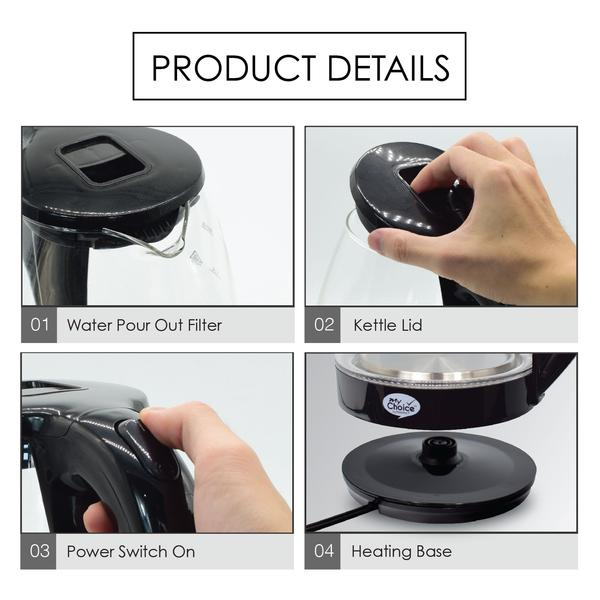 PRODUCT DETAILS
01 Water Pour Out Filter
02 Kettle Lid
03 Power Switch On
My
Choice
04 Heating Base